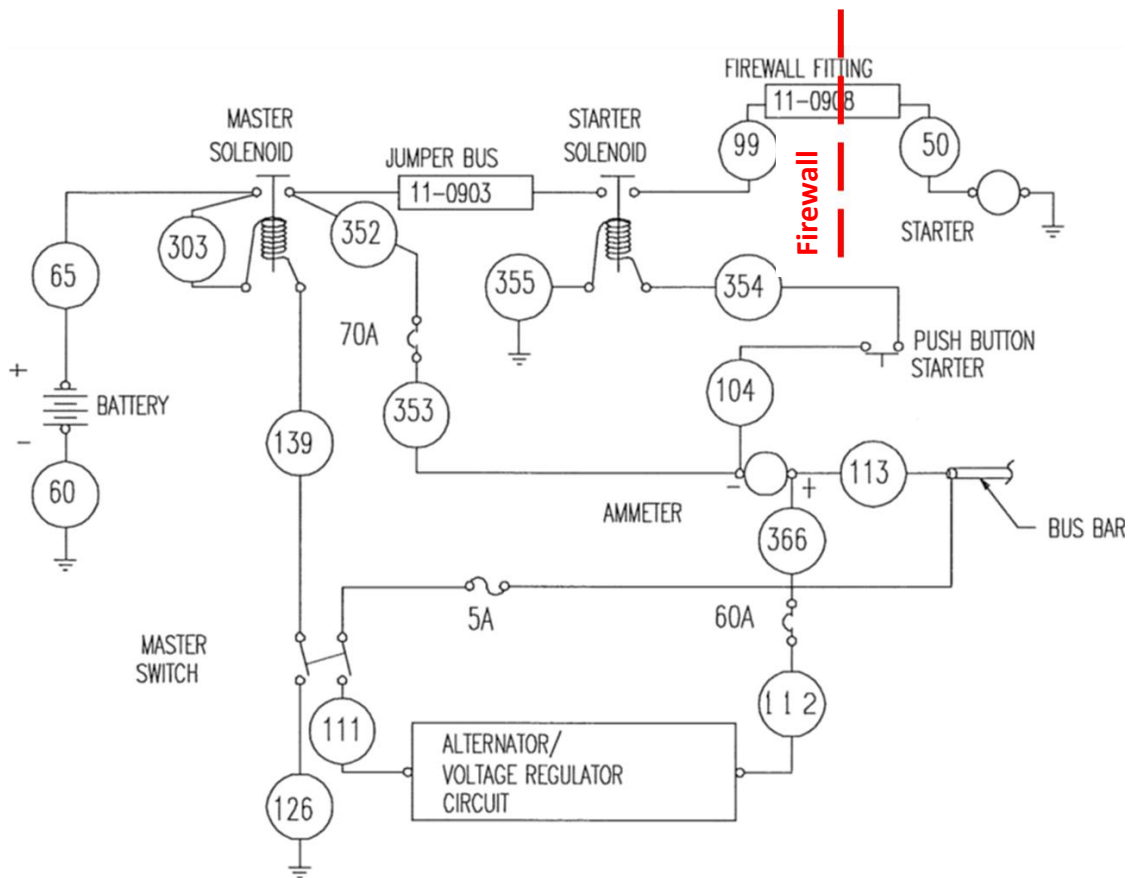 FIREWALL FITTING
11-0908
MASTER
SOLENOID
STARTER
SOLENOID
99
Firewall
50
JUMPER BUS
11-0903
STARTER
303
352
65
355
354
70A
PUSH BUTTON
STARTER
+
BATTERY
-
104
353
139
60
- +
113
AMMETER
366
BUS BAR
5A
60A
MASTER
SWITCH
111
112
ALTERNATOR/
VOLTAGE REGULATOR
CIRCUIT
126